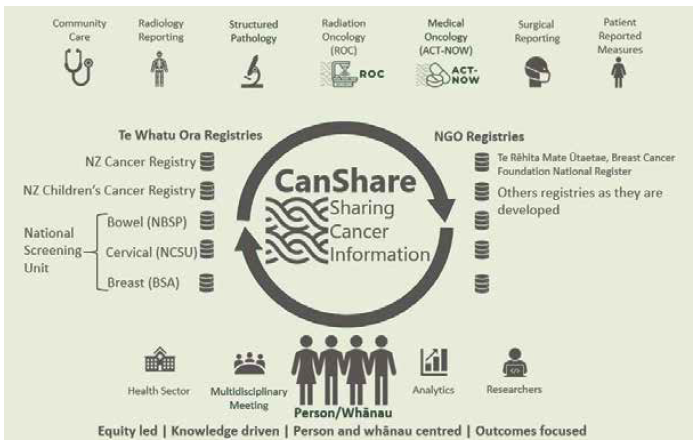 Community
Care
Radiology
Reporting
Structured
Pathology
Radiation
Oncology
(ROC)
ROC
Medical
Oncology
(ACT-NOW)
ACT-
NOW
Surgical
Reporting
Patient
Reported
Measures
Te Whatu Ora Registries
NZ Cancer Registry
NZ Children's Cancer Registry
National
Screening
Unit
Bowel (NBSP)
Cervical (NCSU)
Breast (BSA)
CanShare
Sharing
Cancer
Information
NGO Registries
Te Rēhita Mate Ūtaetae, Breast Cancer
Foundation National Register
Others registries as they are
developed
Health Sector
Multidisciplinary
Meeting
Person/Whānau
Analytics
Researchers
Equity led | Knowledge driven | Person and whānau centred | Outcomes focused